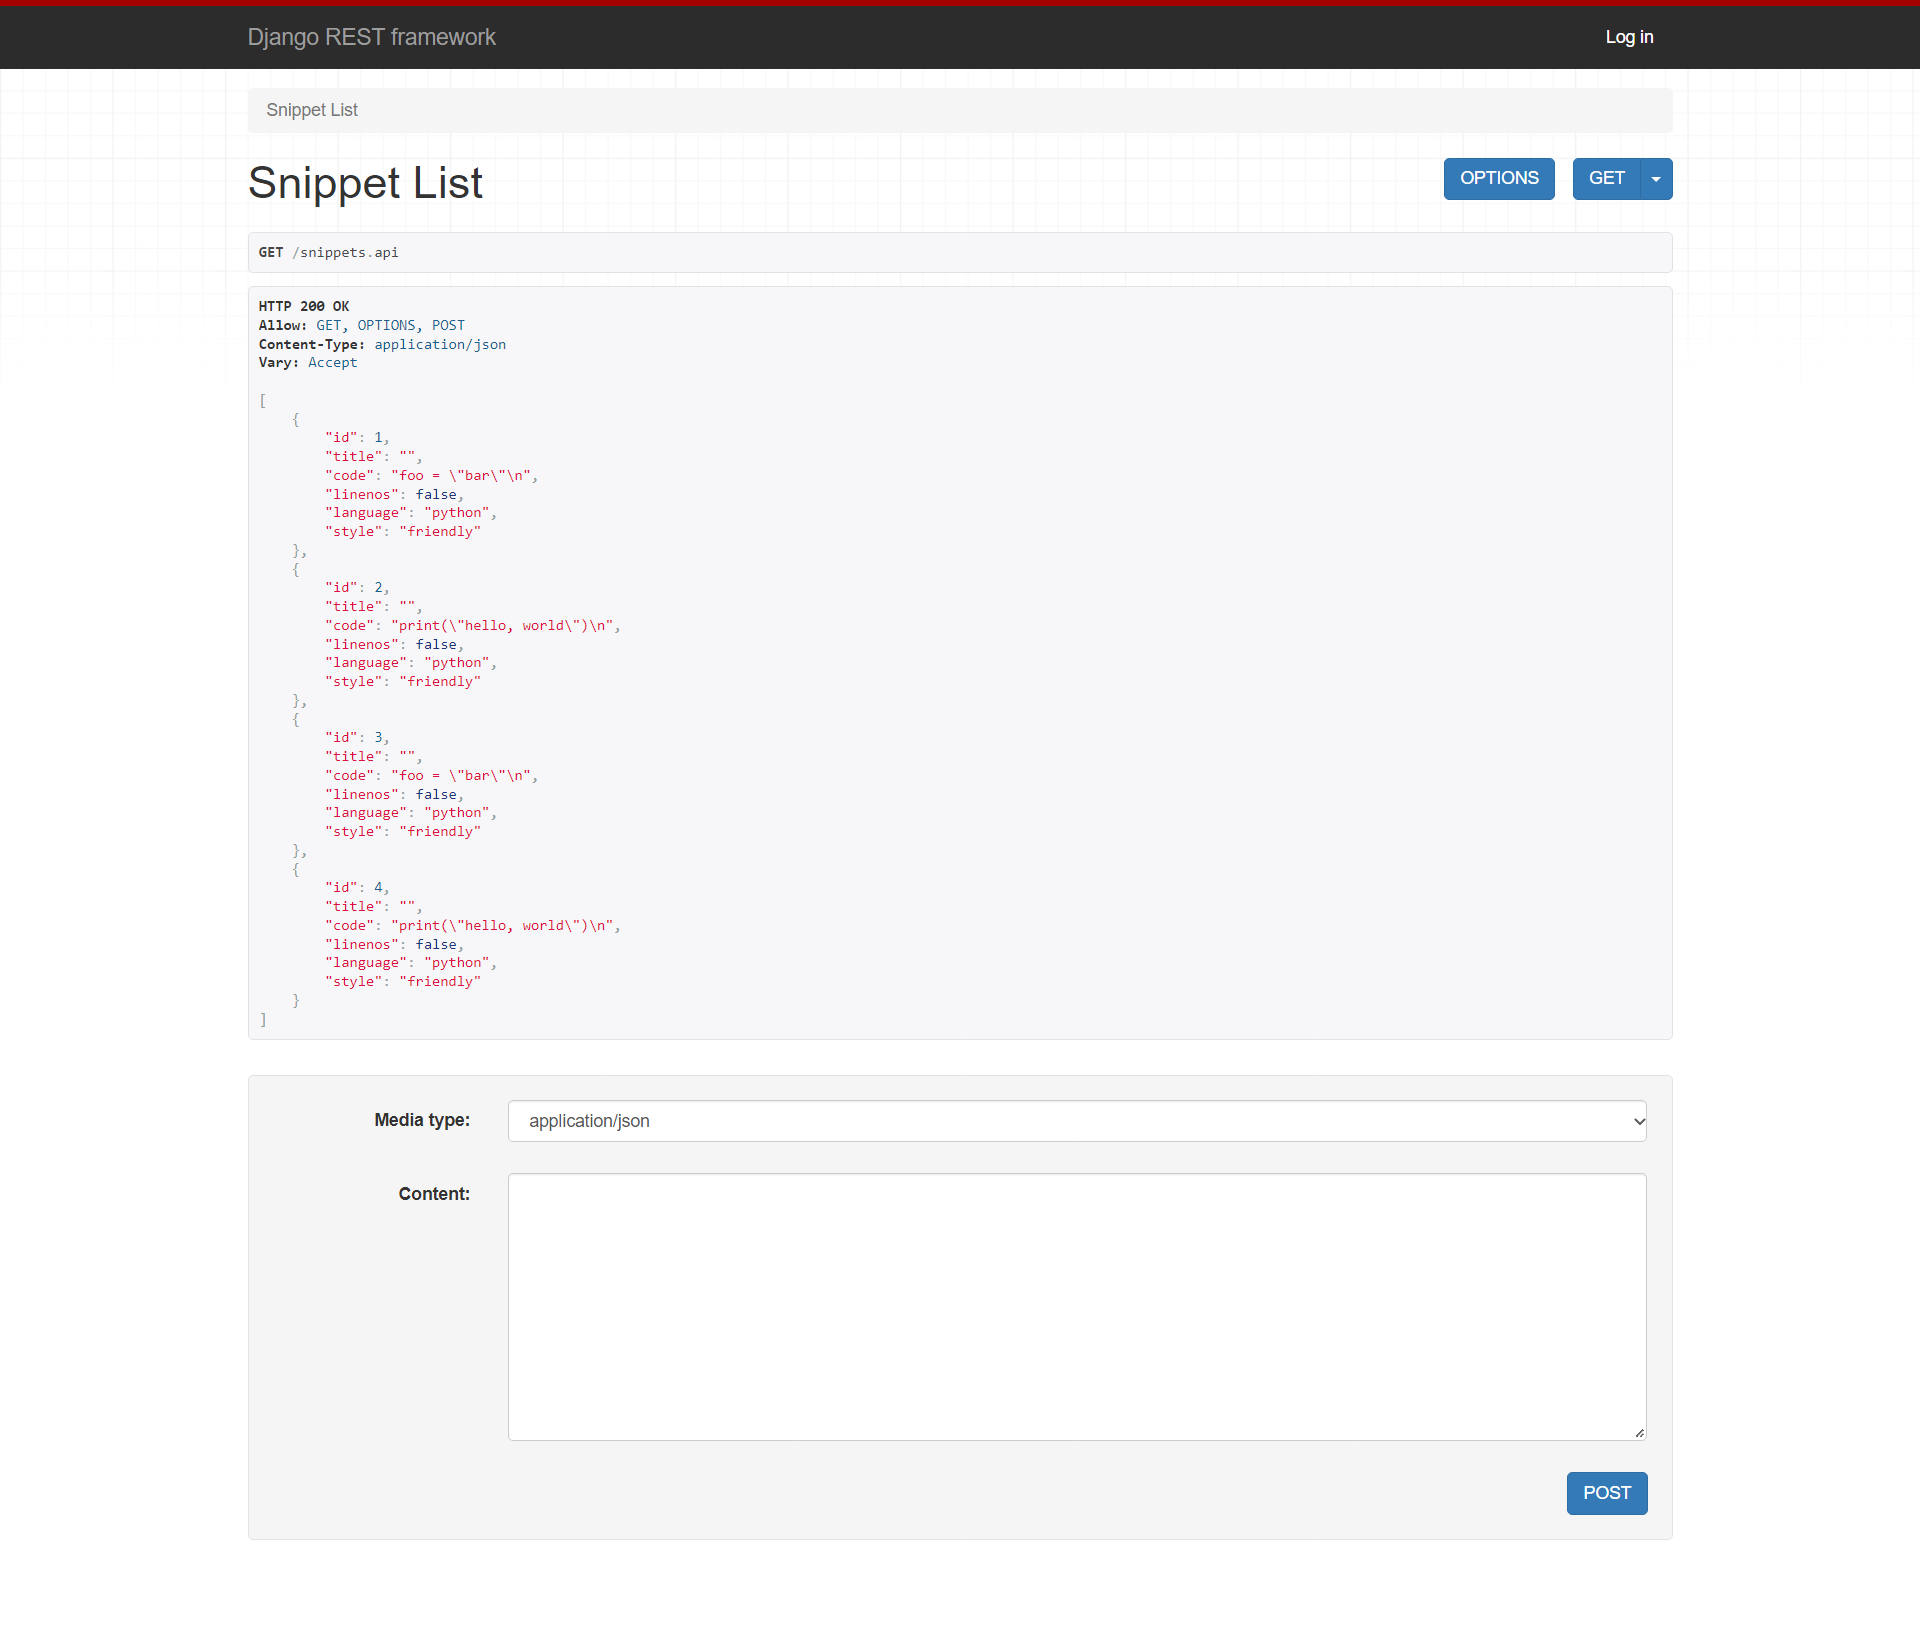 Django REST framework
Log in
Snippet List
Snippet List
OPTIONS
GET
GET /snippets.api
HTTP 200 OK
Allow: GET, OPTIONS, POST
Content-Type: application/json
Vary: Accept
[
    {
        "id": 1,
        "title": "",
        "code": "foo = \"bar\"\n",
        "linenos": false,
        "language": "python",
        "style": "friendly"
    },
    {
        "id": 2,
        "title": "",
        "code": "print(\"hello, world\")\n",
        "linenos": false,
        "language": "python",
        "style": "friendly"
    },
    {
        "id": 3,
        "title": "",
        "code": "foo = \"bar\"\n",
        "linenos": false,
        "language": "python",
        "style": "friendly"
    },
    {
        "id": 4,
        "title": "",
        "code": "print(\"hello, world\")\n",
        "linenos": false,
        "language": "python",
        "style": "friendly"
    }
]
Media type:
application/json
Content:
POST